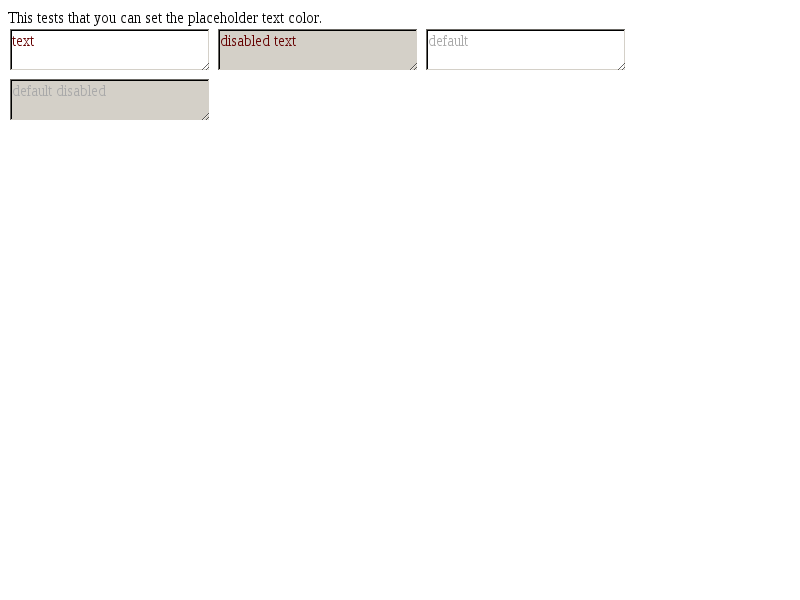 This tests that you can set the placeholder text color.
text disabled text default
default disabled